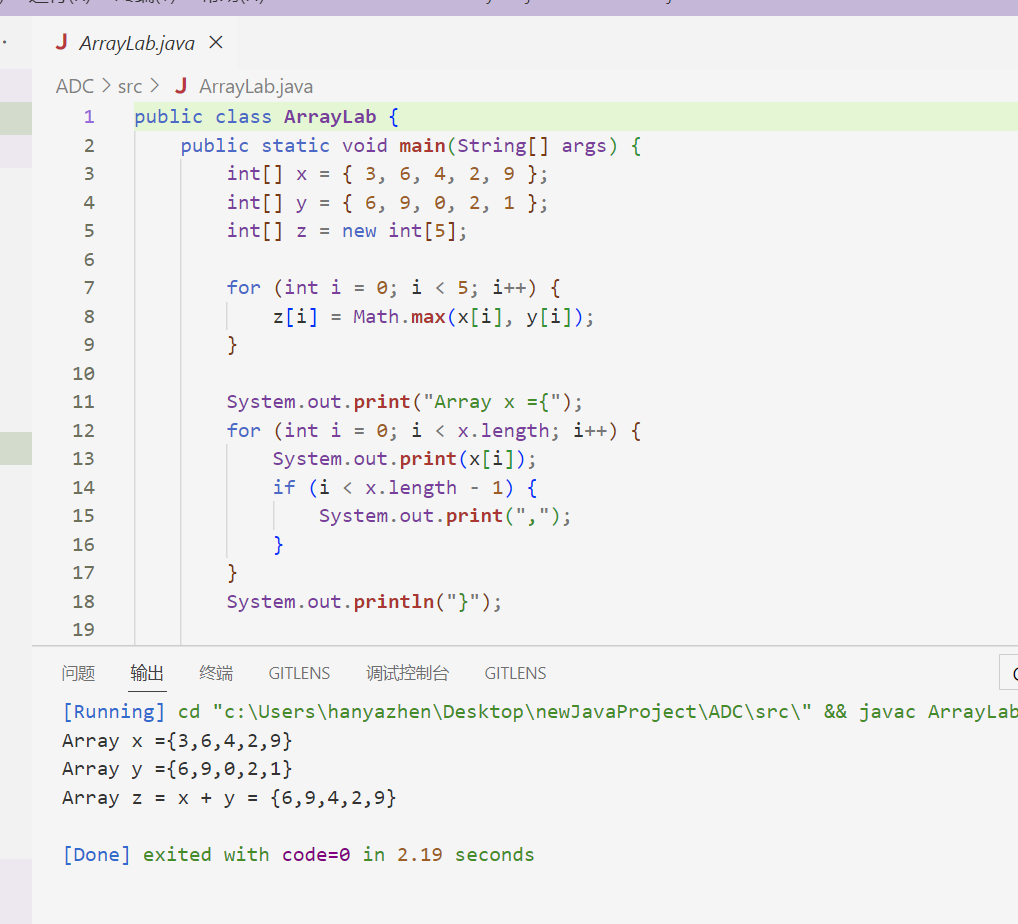 J ArrayLab.java ×
ADC > src > J ArrayLab.java
1 public class ArrayLab {
2 public static void main(String[] args) {
3 int[] x = { 3, 6, 4, 2, 9 };
4 int[] y = { 6, 9, 0, 2, 1 };
5 int[] z = new int[5];
6
7 for (int i = 0; i < 5; i++) {
8 z[i] = Math.max(x[i], y[i]);
9 }
10
11 System.out.print("Array x ={");
12 for (int i = 0; i < x.length; i++) {
13 System.out.print(x[i]);
14 if (i < x.length - 1) {
15 System.out.print(",");
16 }
17 }
18 System.out.println("}");
19
问题 输出 终端 GITLENS 调试控制台 GITLENS
[Running] cd "c:\Users\hanyazhen\Desktop\newJavaProject\ADC\src\" && javac ArrayLab
Array x ={3,6,4,2,9}
Array y ={6,9,0,2,1}
Array z = x + y = {6,9,4,2,9}
[Done] exited with code=0 in 2.19 seconds